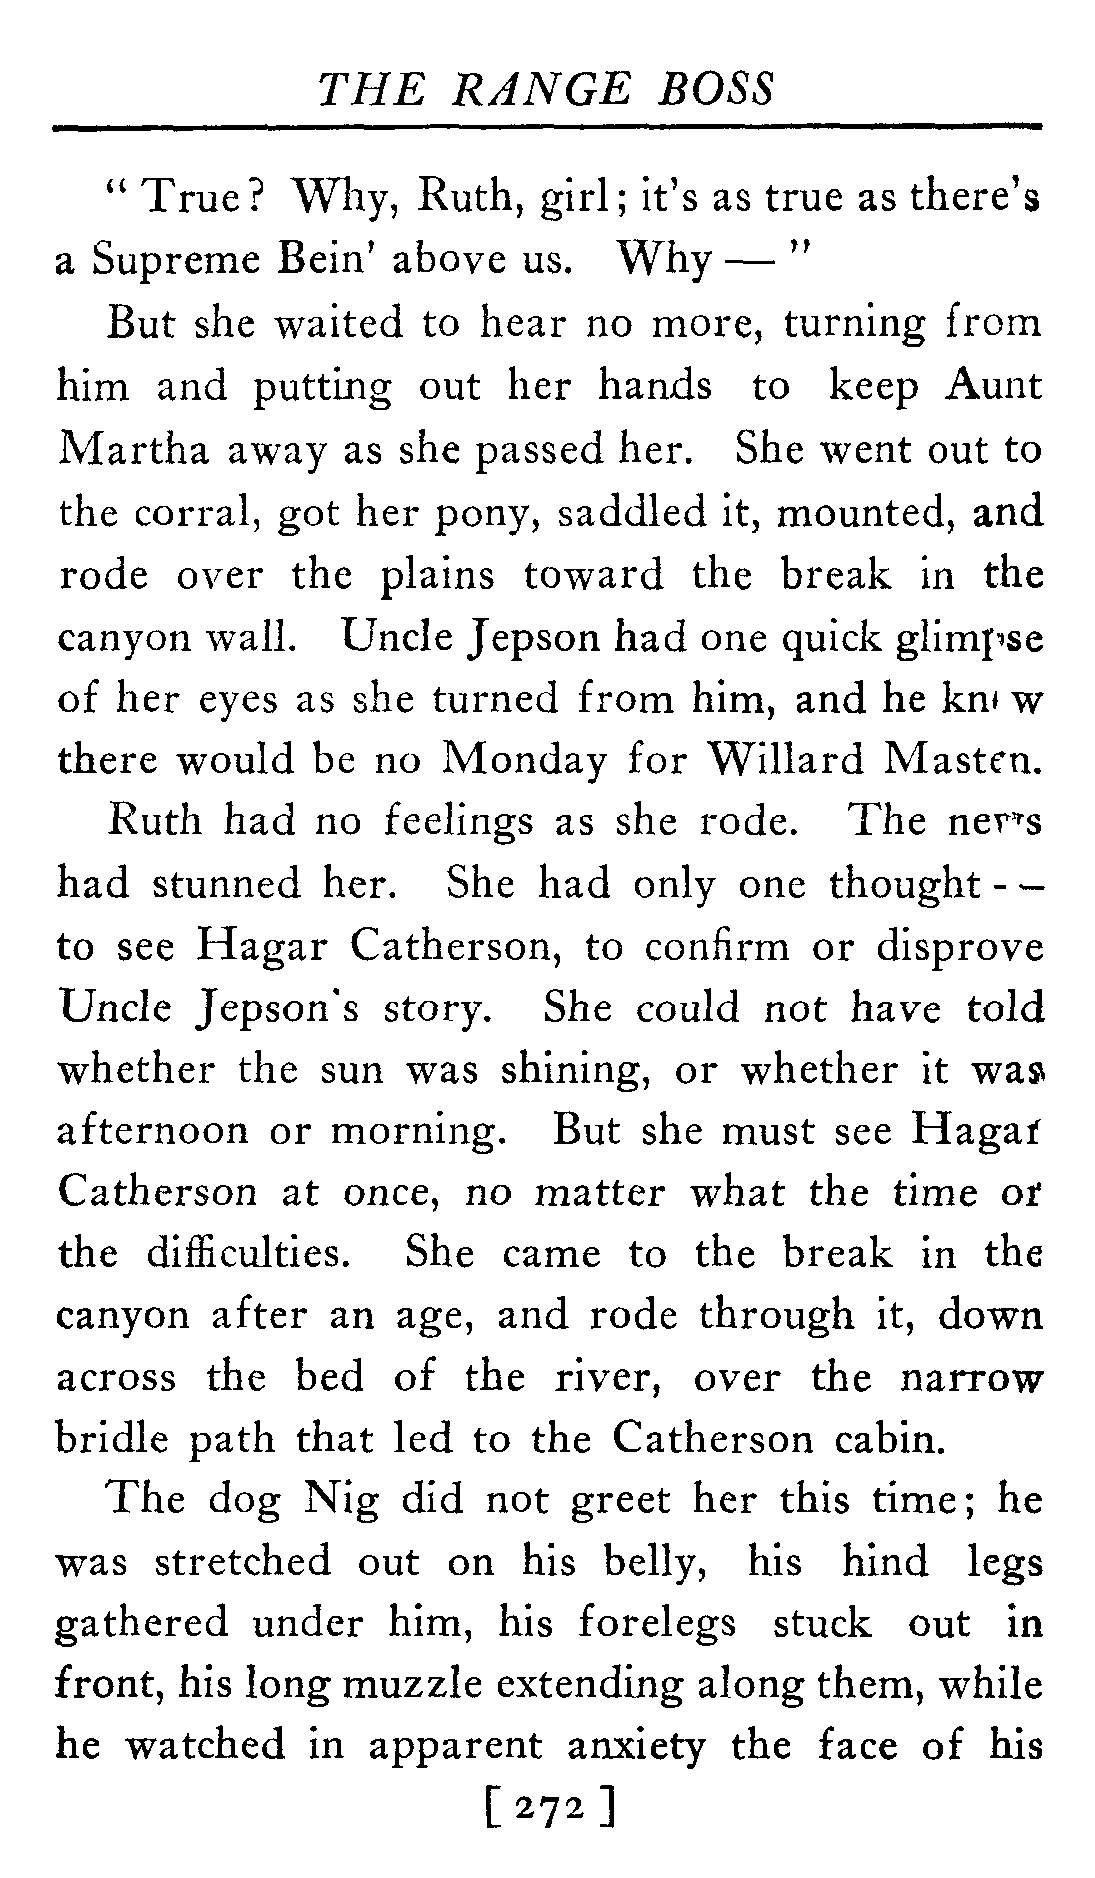 THE RANGE BOSS
" True? Why, Ruth, girl; it's as true as there's
a Supreme Bein' above us. Why — "
But she waited to hear no more, turning from
him and putting out her hands to keep Aunt
Martha away as she passed her. She went out to
the corral, got her pony, saddled it, mounted, and
rode over the plains toward the break in the
canyon wall. Uncle Jepson had one quick glimpse
of her eyes as she turned from him, and he knew
there would be no Monday for Willard Masten.
Ruth had no feelings as she rode. The news
had stunned her. She had only one thought —
to see Hagar Catherson, to confirm or disprove
Uncle Jepson's story. She could not have told
whether the sun was shining, or whether it was
afternoon or morning. But she must see Hagar
Catherson at once, no matter what the time or
the difficulties. She came to the break in the
canyon after an age, and rode through it, down
across the bed of the river, over the narrow
bridle path that led to the Catherson cabin.
The dog Nig did not greet her this time; he
was stretched out on his belly, his hind legs
gathered under him, his forelegs stuck out in
front, his long muzzle extending along them, while
he watched in apparent anxiety the face of his
[ 272 ]